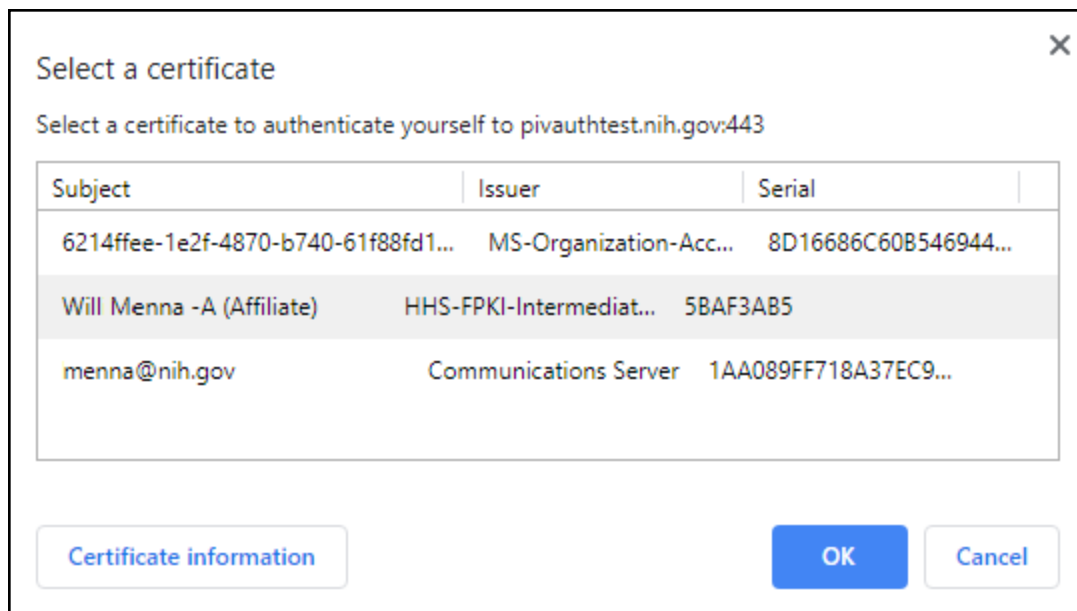 Select a certificate
Select a certificate to authenticate yourself to pivauthtest.nih.gov:443
Subject Issuer Serial
6214ffee-1e2f-4870-b740-61f88fd1... MS-Organization-Acc... 8D16686C60B546944...
Will Menna -A (Affiliate) HHS-FPKI-Intermediat... 5BAF3AB5
menna@nih.gov Communications Server 1AA089FF718A37EC9...
Certificate information OK Cancel